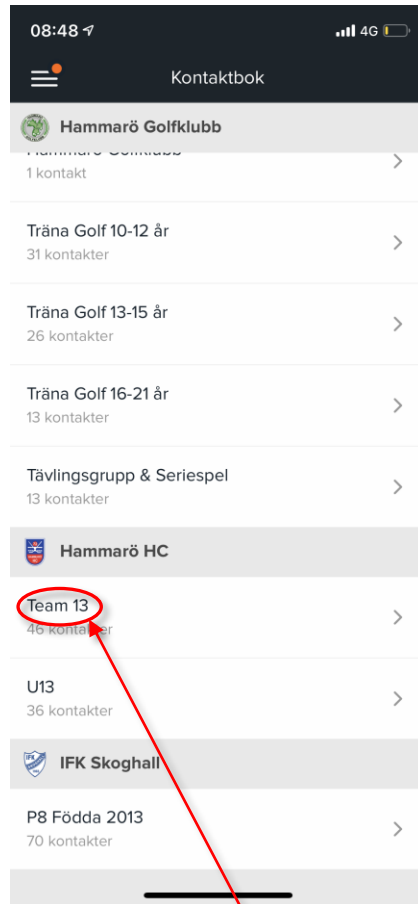 08:48
4G
Kontaktbok
Hammarö Golfklubb
Hammarö Golfklubb
1 kontakt
Träna Golf 10-12 år
31 kontakter
Träna Golf 13-15 år
26 kontakter
Träna Golf 16-21 år
13 kontakter
Tävlingsgrupp & Seriespel
13 kontakter
Hammarö HC
Team 13
46 kontakter
U13
36 kontakter
IFK Skoghall
P8 Födda 2013
70 kontakter